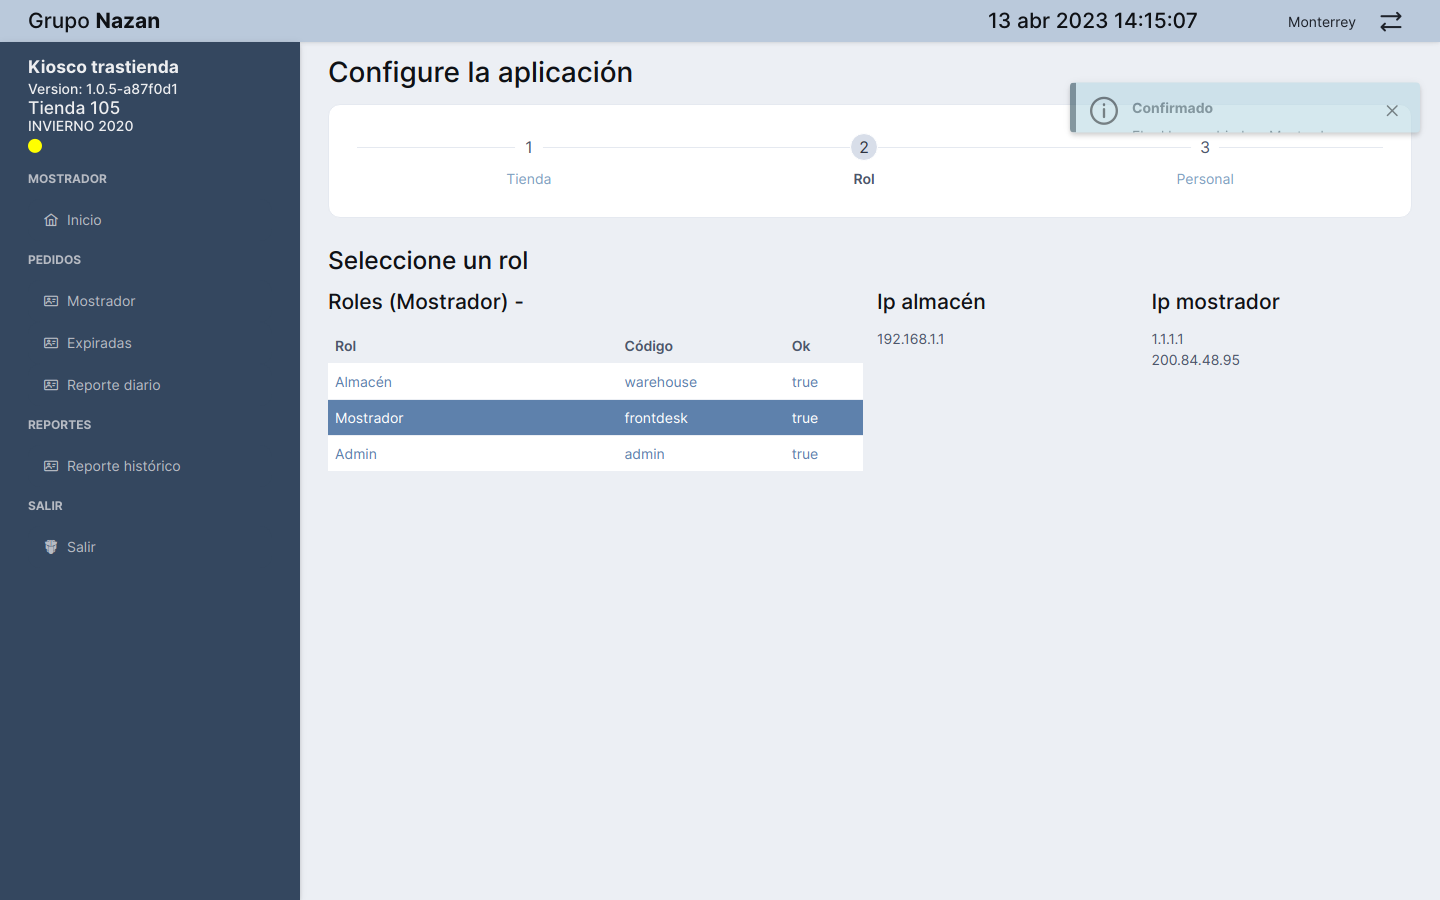 Grupo Nazan
13 abr 2023 14:15:07
Monterrey
Kiosco trastienda
Version: 1.0.5-a87f0d1
Tienda 105
INVIERNO 2020
MOSTRADOR
Inicio
PEDIDOS
Mostrador
Expiradas
Reporte diario
REPORTES
Reporte histórico
SALIR
Salir
Configure la aplicación
Confirmado
1 2 3
Tienda Rol Personal
Seleccione un rol
Roles (Mostrador) -
Rol Código Ok
Almacén warehouse true
Mostrador frontdesk true
Admin admin true
Ip almacén
192.168.1.1
Ip mostrador
1.1.1.1
200.84.48.95